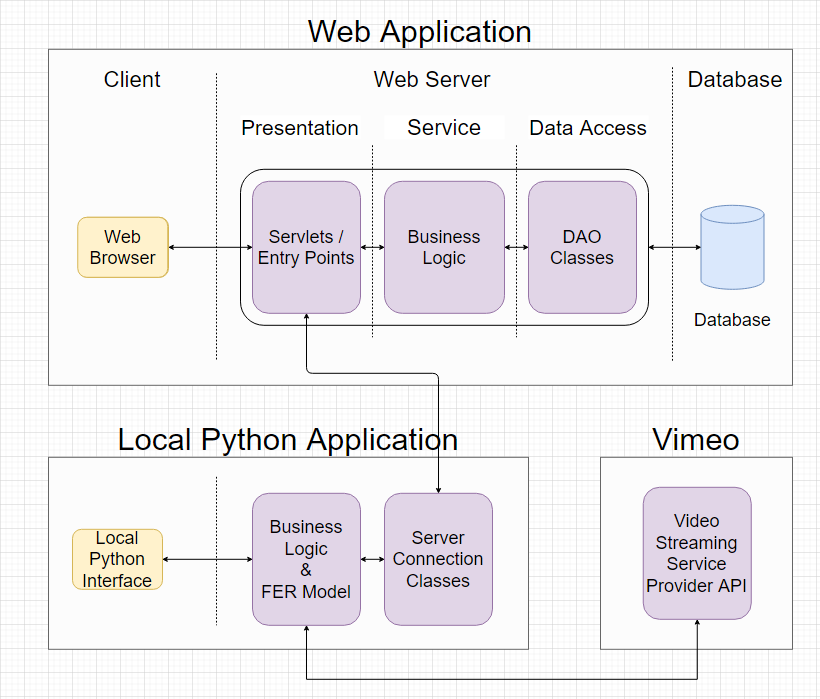 Web Application
Client
Web Server
Database
Presentation
Service
Data Access
Web
Browser
Servlets /
Entry Points
Business
Logic
DAO
Classes
Database
Local Python Application
Vimeo
Local
Python
Interface
Business
Logic
&
FER Model
Server
Connection
Classes
Video
Streaming
Service
Provider API